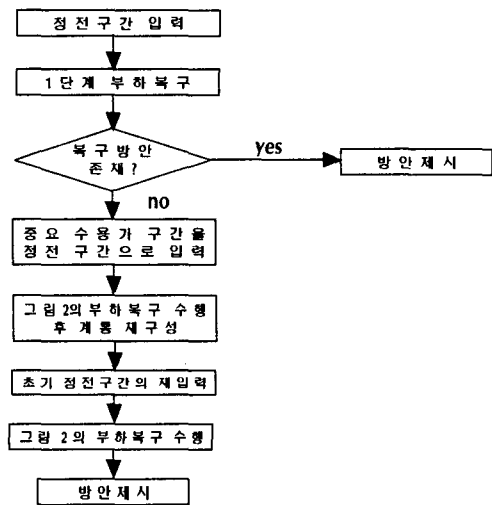 정전구간 입력
1단계 부하복구
복구방안
존재?
yes
방안제시
no
중요 수용가 구간을
정전 구간으로 입력
그림 2의 부하복구 수행
후 계통 재구성
초기 정전구간의 재입력
그림 2의 부하복구 수행
방안제시